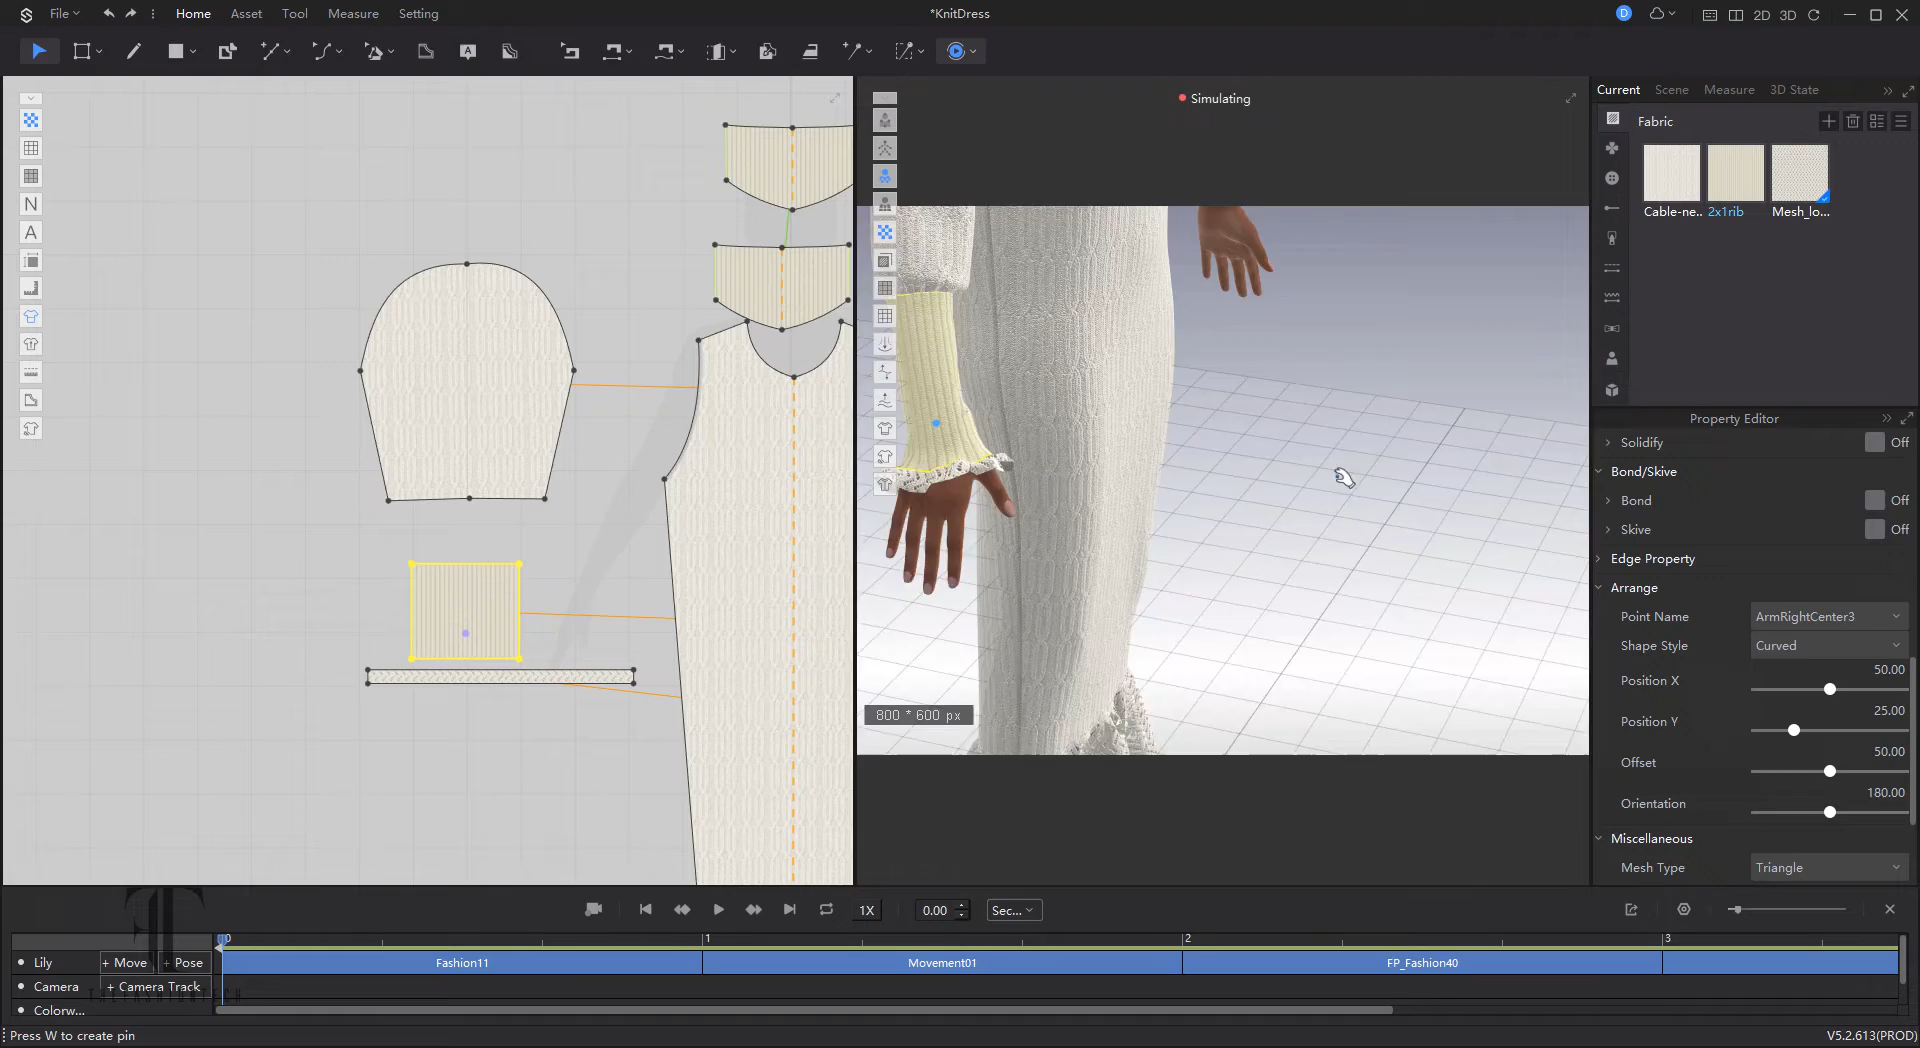 File
Home
Asset
Tool
Measure
Setting
*KnitDress
D
2D
3D
A
Simulating
Current
Scene
Measure
3D State
Fabric
N
A
Cable-ne..
2x1rib
Mesh_lo...
Property Editor
Solidify
Off
Bond/Skive
Bond
Off
Skive
Off
Edge Property
Arrange
Point Name
ArmRightCenter3
Shape Style
Curved
50.00
Position X
25.00
Position Y
50.00
Offset
180.00
Orientation
Miscellaneous
Mesh Type
Triangle
800 * 600 px
1X
0.00
Sec...
0
1
2
3
Lily
+ Move
+ Pose
Fashion11
Movement01
FP_Fashion40
Camera
+ Camera Track
Colorw...
Press W to create pin
V5.2.613(PROD)